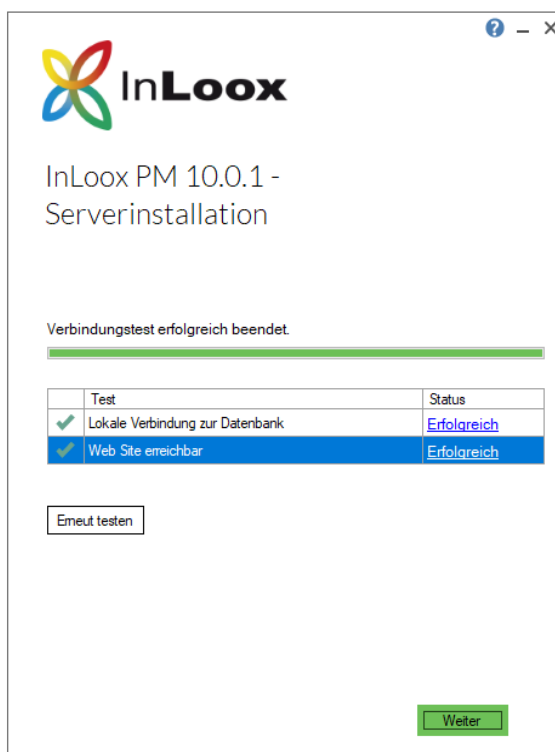 ?
InLoox
InLoox PM 10.0.1 -
Serverinstallation
Verbindungstest erfolgreich beendet.
Test Status
Lokale Verbindung zur Datenbank Erfolgreich
Web Site erreichbar Erfolgreich
Erneut testen
Weiter